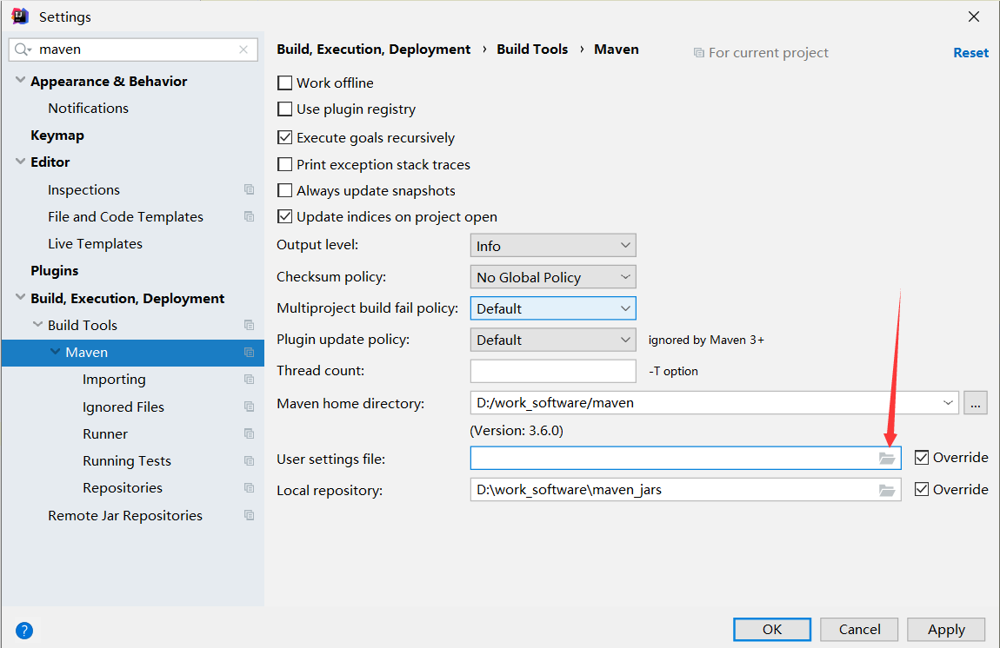 Settings
maven
Appearance & Behavior
Notifications
Keymap
Editor
Inspections
File and Code Templates
Live Templates
Plugins
Build, Execution, Deployment
Build Tools
Maven
Importing
Ignored Files
Runner
Running Tests
Repositories
Remote Jar Repositories
Build, Execution, Deployment › Build Tools › Maven
For current project
Reset
Work offline
Use plugin registry
Execute goals recursively
Print exception stack traces
Always update snapshots
Update indices on project open
Output level: Info
Checksum policy: No Global Policy
Multiproject build fail policy: Default
Plugin update policy: Default ignored by Maven 3+
Thread count: -T option
Maven home directory: D:/work_software/maven ...
(Version: 3.6.0)
User settings file: Override
Local repository: D:\work_software\maven_jars Override
? OK Cancel Apply